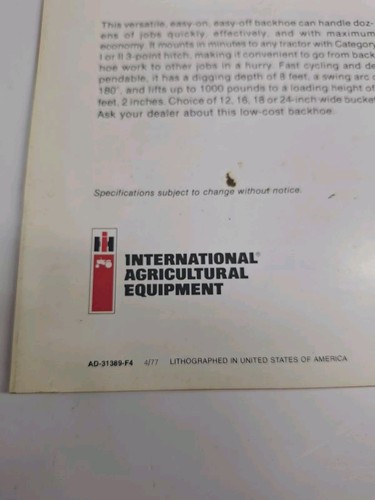 This versatile, easy-on, easy-off backhoe can handle doz-
ens of jobs quickly, effectively, and with maximum
economy. It mounts in minutes to any tractor with Category
I or II 3-point hitch, making it convenient to go from back
hoe work to other jobs in a hurry. Fast cycling and de
pendable, it has a digging depth of 8 feet, a swing arc
180°, and lifts up to 1000 pounds to a loading height of
feet, 2 inches. Choice of 12, 16, 18 or 24-inch wide bucke
Ask your dealer about this low-cost backhoe.
Specifications subject to change without notice.
IH
INTERNATIONAL®
AGRICULTURAL
EQUIPMENT
AD-31389-F4 4/77 LITHOGRAPHED IN UNITED STATES OF AMERICA